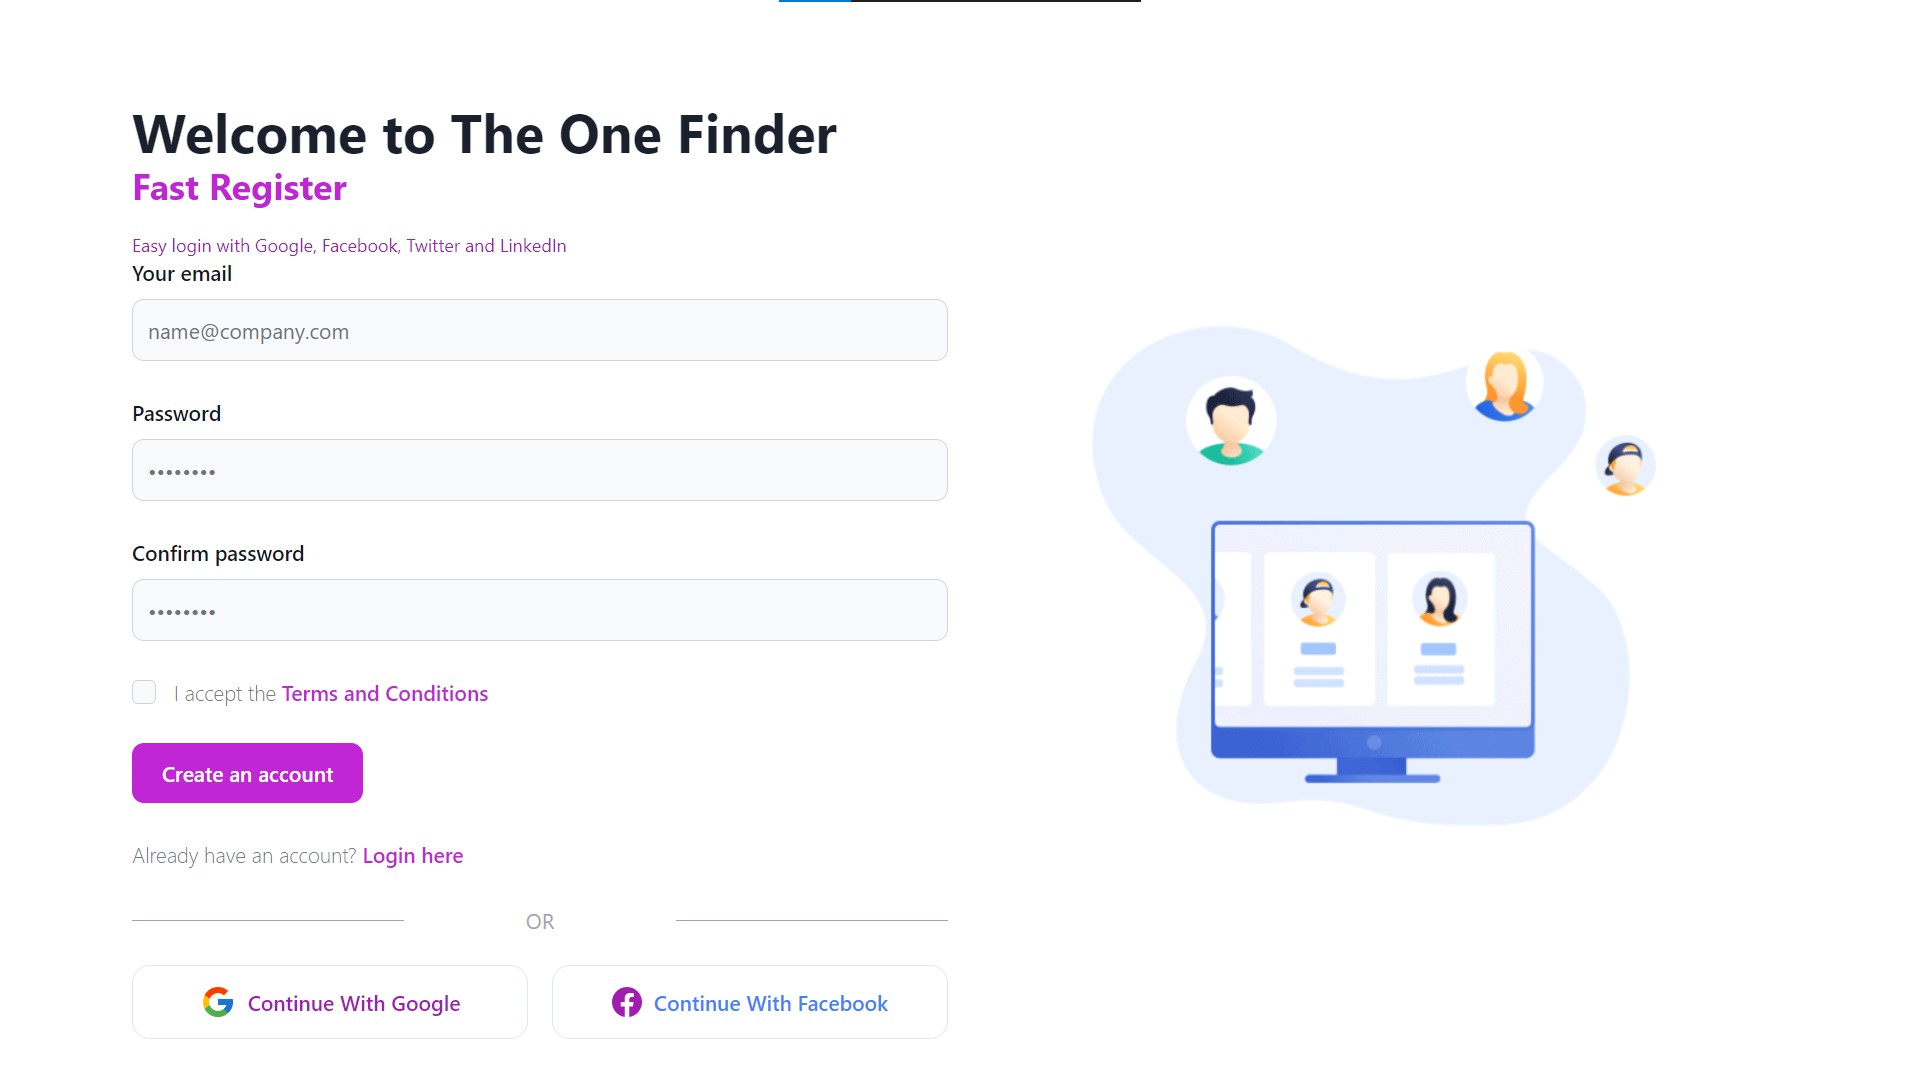 Welcome to The One Finder
Fast Register
Easy login with Google, Facebook, Twitter and LinkedIn
Your email
name@company.com
Password
••••••••
Confirm password
••••••••
I accept the Terms and Conditions
Create an account
Already have an account? Login here
OR
Continue With Google
Continue With Facebook